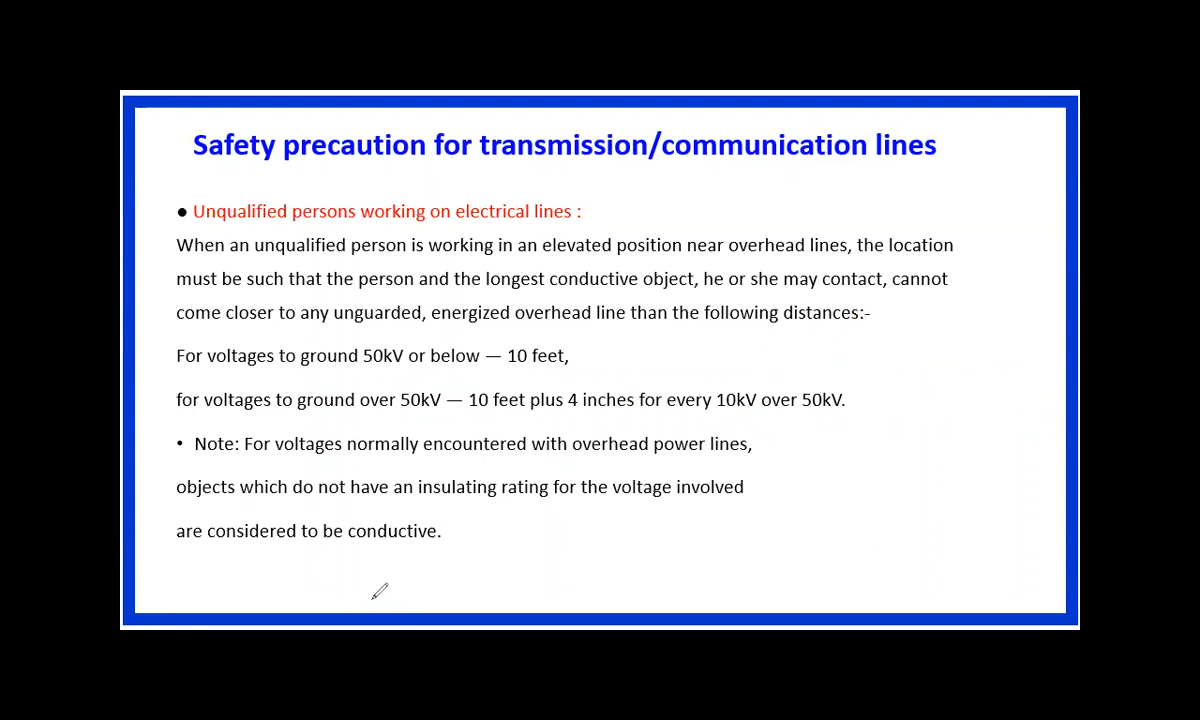 Safety precaution for transmission/communication lines
● Unqualified persons working on electrical lines :
When an unqualified person is working in an elevated position near overhead lines, the location
must be such that the person and the longest conductive object, he or she may contact, cannot
come closer to any unguarded, energized overhead line than the following distances:-
For voltages to ground 50kV or below — 10 feet,
for voltages to ground over 50kV — 10 feet plus 4 inches for every 10kV over 50kV.
• Note: For voltages normally encountered with overhead power lines,
objects which do not have an insulating rating for the voltage involved
are considered to be conductive.